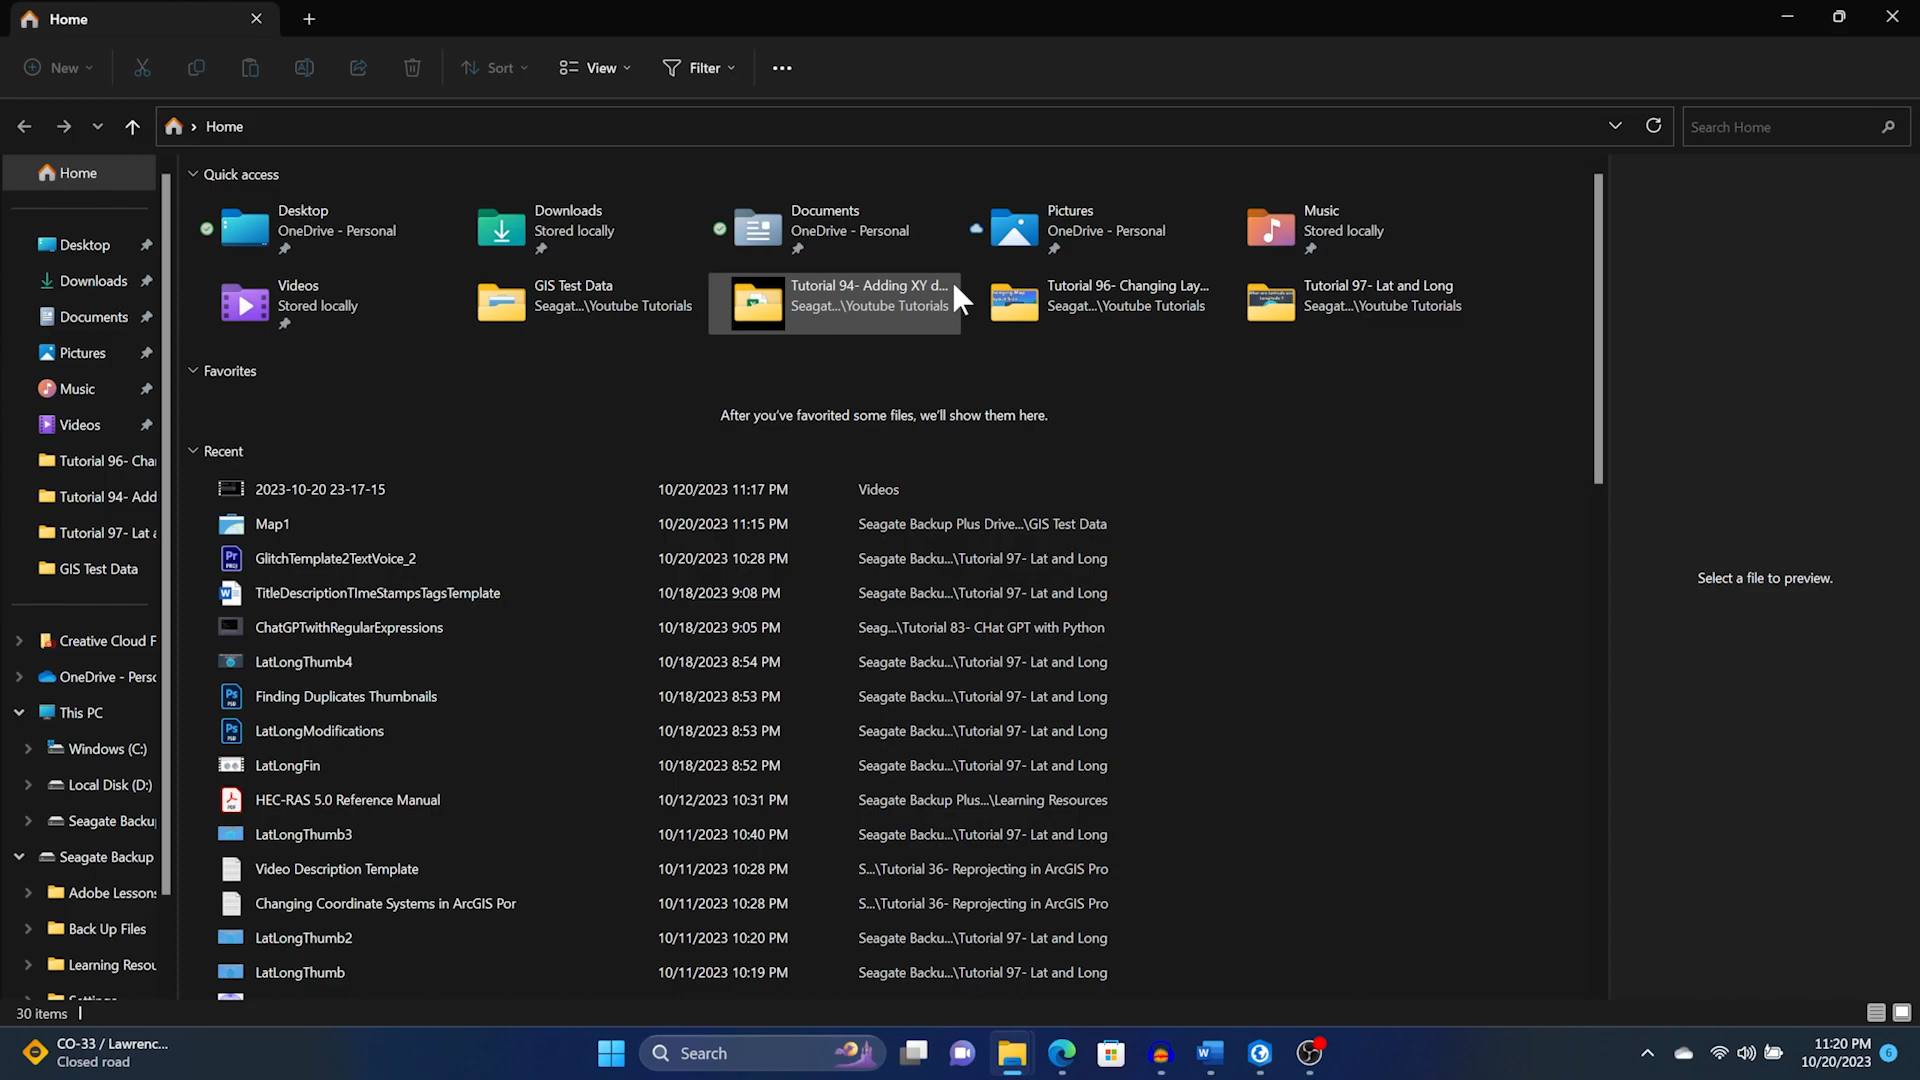 Home
New
Sort
View
Filter
Home
Search Home
Home
Desktop
Downloads
Documents
Pictures
Music
Videos
Tutorial 96- Cha
Tutorial 94- Add
Tutorial 97- Lat a
GIS Test Data
Creative Cloud F
OneDrive - Perso
This PC
Windows (C:)
Local Disk (D:)
Seagate Backu
Seagate Backup
Adobe Lessons
Back Up Files
Learning Resou
Quick access
Desktop
OneDrive - Personal
Downloads
Stored locally
Documents
OneDrive - Personal
Pictures
OneDrive - Personal
Music
Stored locally
Videos
Stored locally
GIS Test Data
Seagat...\Youtube Tutorials
Tutorial 94- Adding XY d...
Seagat...\Youtube Tutorials
Tutorial 96- Changing Lay...
Seagat...\Youtube Tutorials
Tutorial 97- Lat and Long
Seagat...\Youtube Tutorials
Favorites
After you've favorited some files, we'll show them here.
Recent
2023-10-20 23-17-15 10/20/2023 11:17 PM Videos
Map1 10/20/2023 11:15 PM Seagate Backup Plus Drive...\GIS Test Data
GlitchTemplate2TextVoice_2 10/20/2023 10:28 PM Seagate Backu...\Tutorial 97- Lat and Long
TitleDescriptionTImeStampsTagsTemplate 10/18/2023 9:08 PM Seagate Backu...\Tutorial 97- Lat and Long
ChatGPTwithRegularExpressions 10/18/2023 9:05 PM Seag...\Tutorial 83- CHat GPT with Python
LatLongThumb4 10/18/2023 8:54 PM Seagate Backu...\Tutorial 97- Lat and Long
Finding Duplicates Thumbnails 10/18/2023 8:53 PM Seagate Backu...\Tutorial 97- Lat and Long
LatLongModifications 10/18/2023 8:53 PM Seagate Backu...\Tutorial 97- Lat and Long
LatLongFin 10/18/2023 8:52 PM Seagate Backu...\Tutorial 97- Lat and Long
HEC-RAS 5.0 Reference Manual 10/12/2023 10:31 PM Seagate Backup Plus...\Learning Resources
LatLongThumb3 10/11/2023 10:40 PM Seagate Backu...\Tutorial 97- Lat and Long
Video Description Template 10/11/2023 10:28 PM S...\Tutorial 36- Reprojecting in ArcGIS Pro
Changing Coordinate Systems in ArcGIS Por 10/11/2023 10:28 PM S...\Tutorial 36- Reprojecting in ArcGIS Pro
LatLongThumb2 10/11/2023 10:20 PM Seagate Backu...\Tutorial 97- Lat and Long
LatLongThumb 10/11/2023 10:19 PM Seagate Backu...\Tutorial 97- Lat and Long
Select a file to preview.
30 items
CO-33 / Lawrenc...
Closed road
Search
11:20 PM
10/20/2023
6